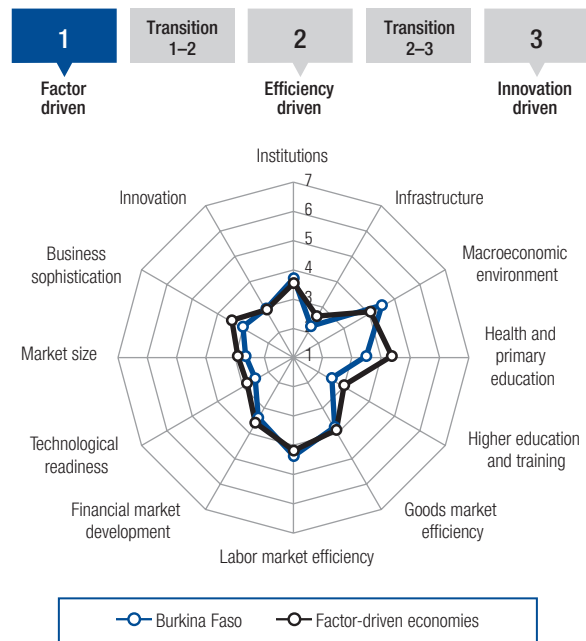 1
Transition
1–2
2
Transition
2–3
3
Factor
driven
Efficiency
driven
Innovation
driven
Institutions
7
6
5
4
3
2
1
Infrastructure
Macroeconomic
environment
Health and
primary
education
Higher education
and training
Goods market
efficiency
Labor market efficiency
Financial market
development
Technological
readiness
Market size
Business
sophistication
Innovation
Burkina Faso
Factor-driven economies